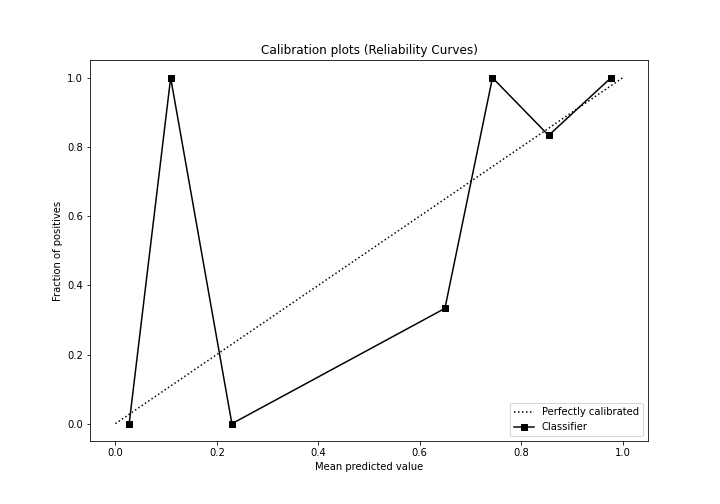 Calibration plots (Reliability Curves)
1.0
0.8
0.6
0.4
0.2
0.0
Fraction of positives
0.0 0.2 0.4 0.6 0.8 1.0
Mean predicted value
Perfectly calibrated
Classifier